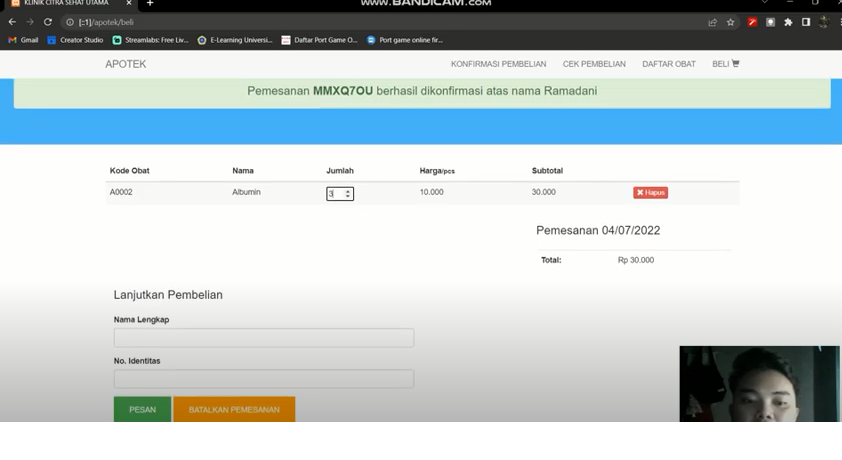 KLINIK CITRA SEHAT UTAMA
WWW.BANDICAM.COM
[::1]/apotek/beli
Gmail Creator Studio Streamlabs: Free Liv... E-Learning Universi... Daftar Port Game O... Port game online fir...
APOTEK KONFIRMASI PEMBELIAN CEK PEMBELIAN DAFTAR OBAT BELI
Pemesanan MMXQ7OU berhasil dikonfirmasi atas nama Ramadani
Kode Obat Nama Jumlah Harga/pcs Subtotal
A0002 Albumin 3 10.000 30.000 Hapus
Pemesanan 04/07/2022
Total: Rp 30.000
Lanjutkan Pembelian
Nama Lengkap
No. Identitas
PESAN BATALKAN PEMESANAN